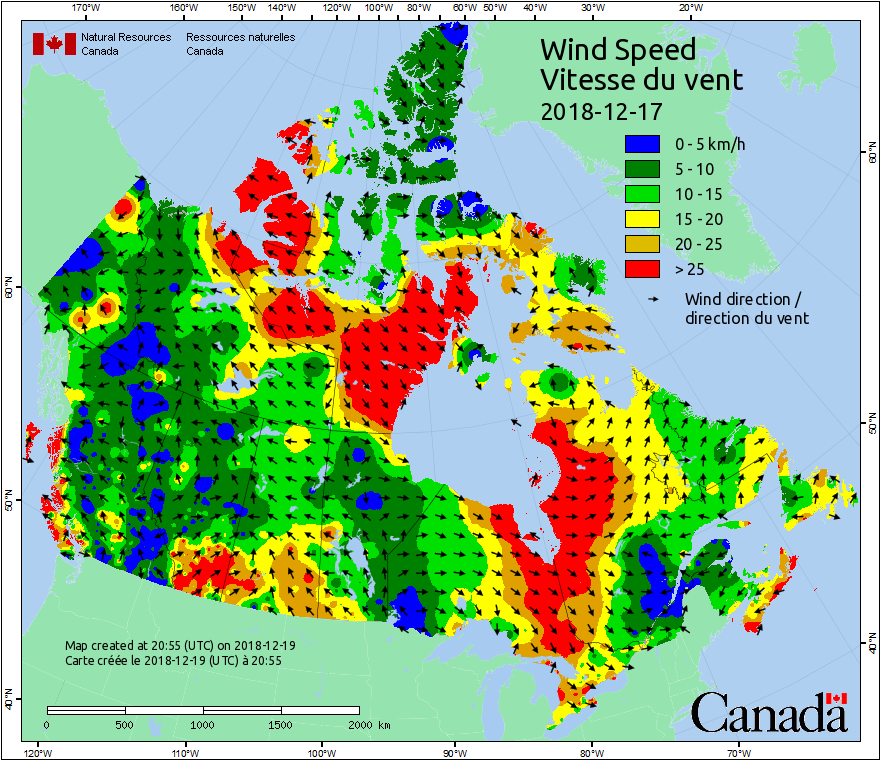 170°W 160°W 150°W 140°W 120°W 100°W 80°W 60°W 50°W 40°W 30°W 20°W
Natural Resources
Canada
Ressources naturelles
Canada
Wind Speed
Vitesse du vent
2018-12-17
0 - 5 km/h
5 - 10
10 - 15
15 - 20
20 - 25
> 25
Wind direction /
direction du vent
60°N
60°N
50°N
50°N
40°N
40°N
Map created at 20:55 (UTC) on 2018-12-19
Carte créée le 2018-12-19 (UTC) à 20:55
0 500 1000 1500 2000 km
Canada
120°W 110°W 100°W 90°W 80°W 70°W